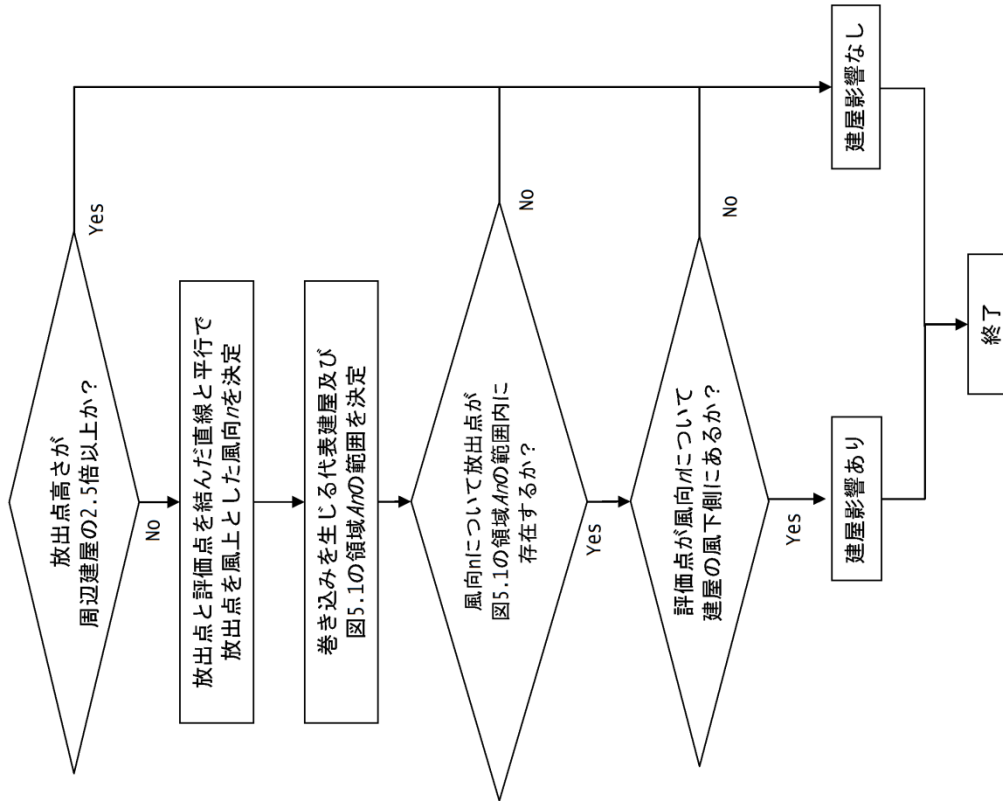 放出点高さが
周辺建屋の2.5倍以上か？
Yes
No
放出点と評価点を結んだ直線と平行で
放出点を風上とした風向nを決定
巻き込みを生じる代表建屋及び
図5.1の領域Anの範囲を決定
風向nについて放出点が
図5.1の領域Anの範囲内に
存在するか？
No
Yes
評価点が風向nについて
建屋の風下側にあるか？
No
Yes
建屋影響あり
建屋影響なし
終了